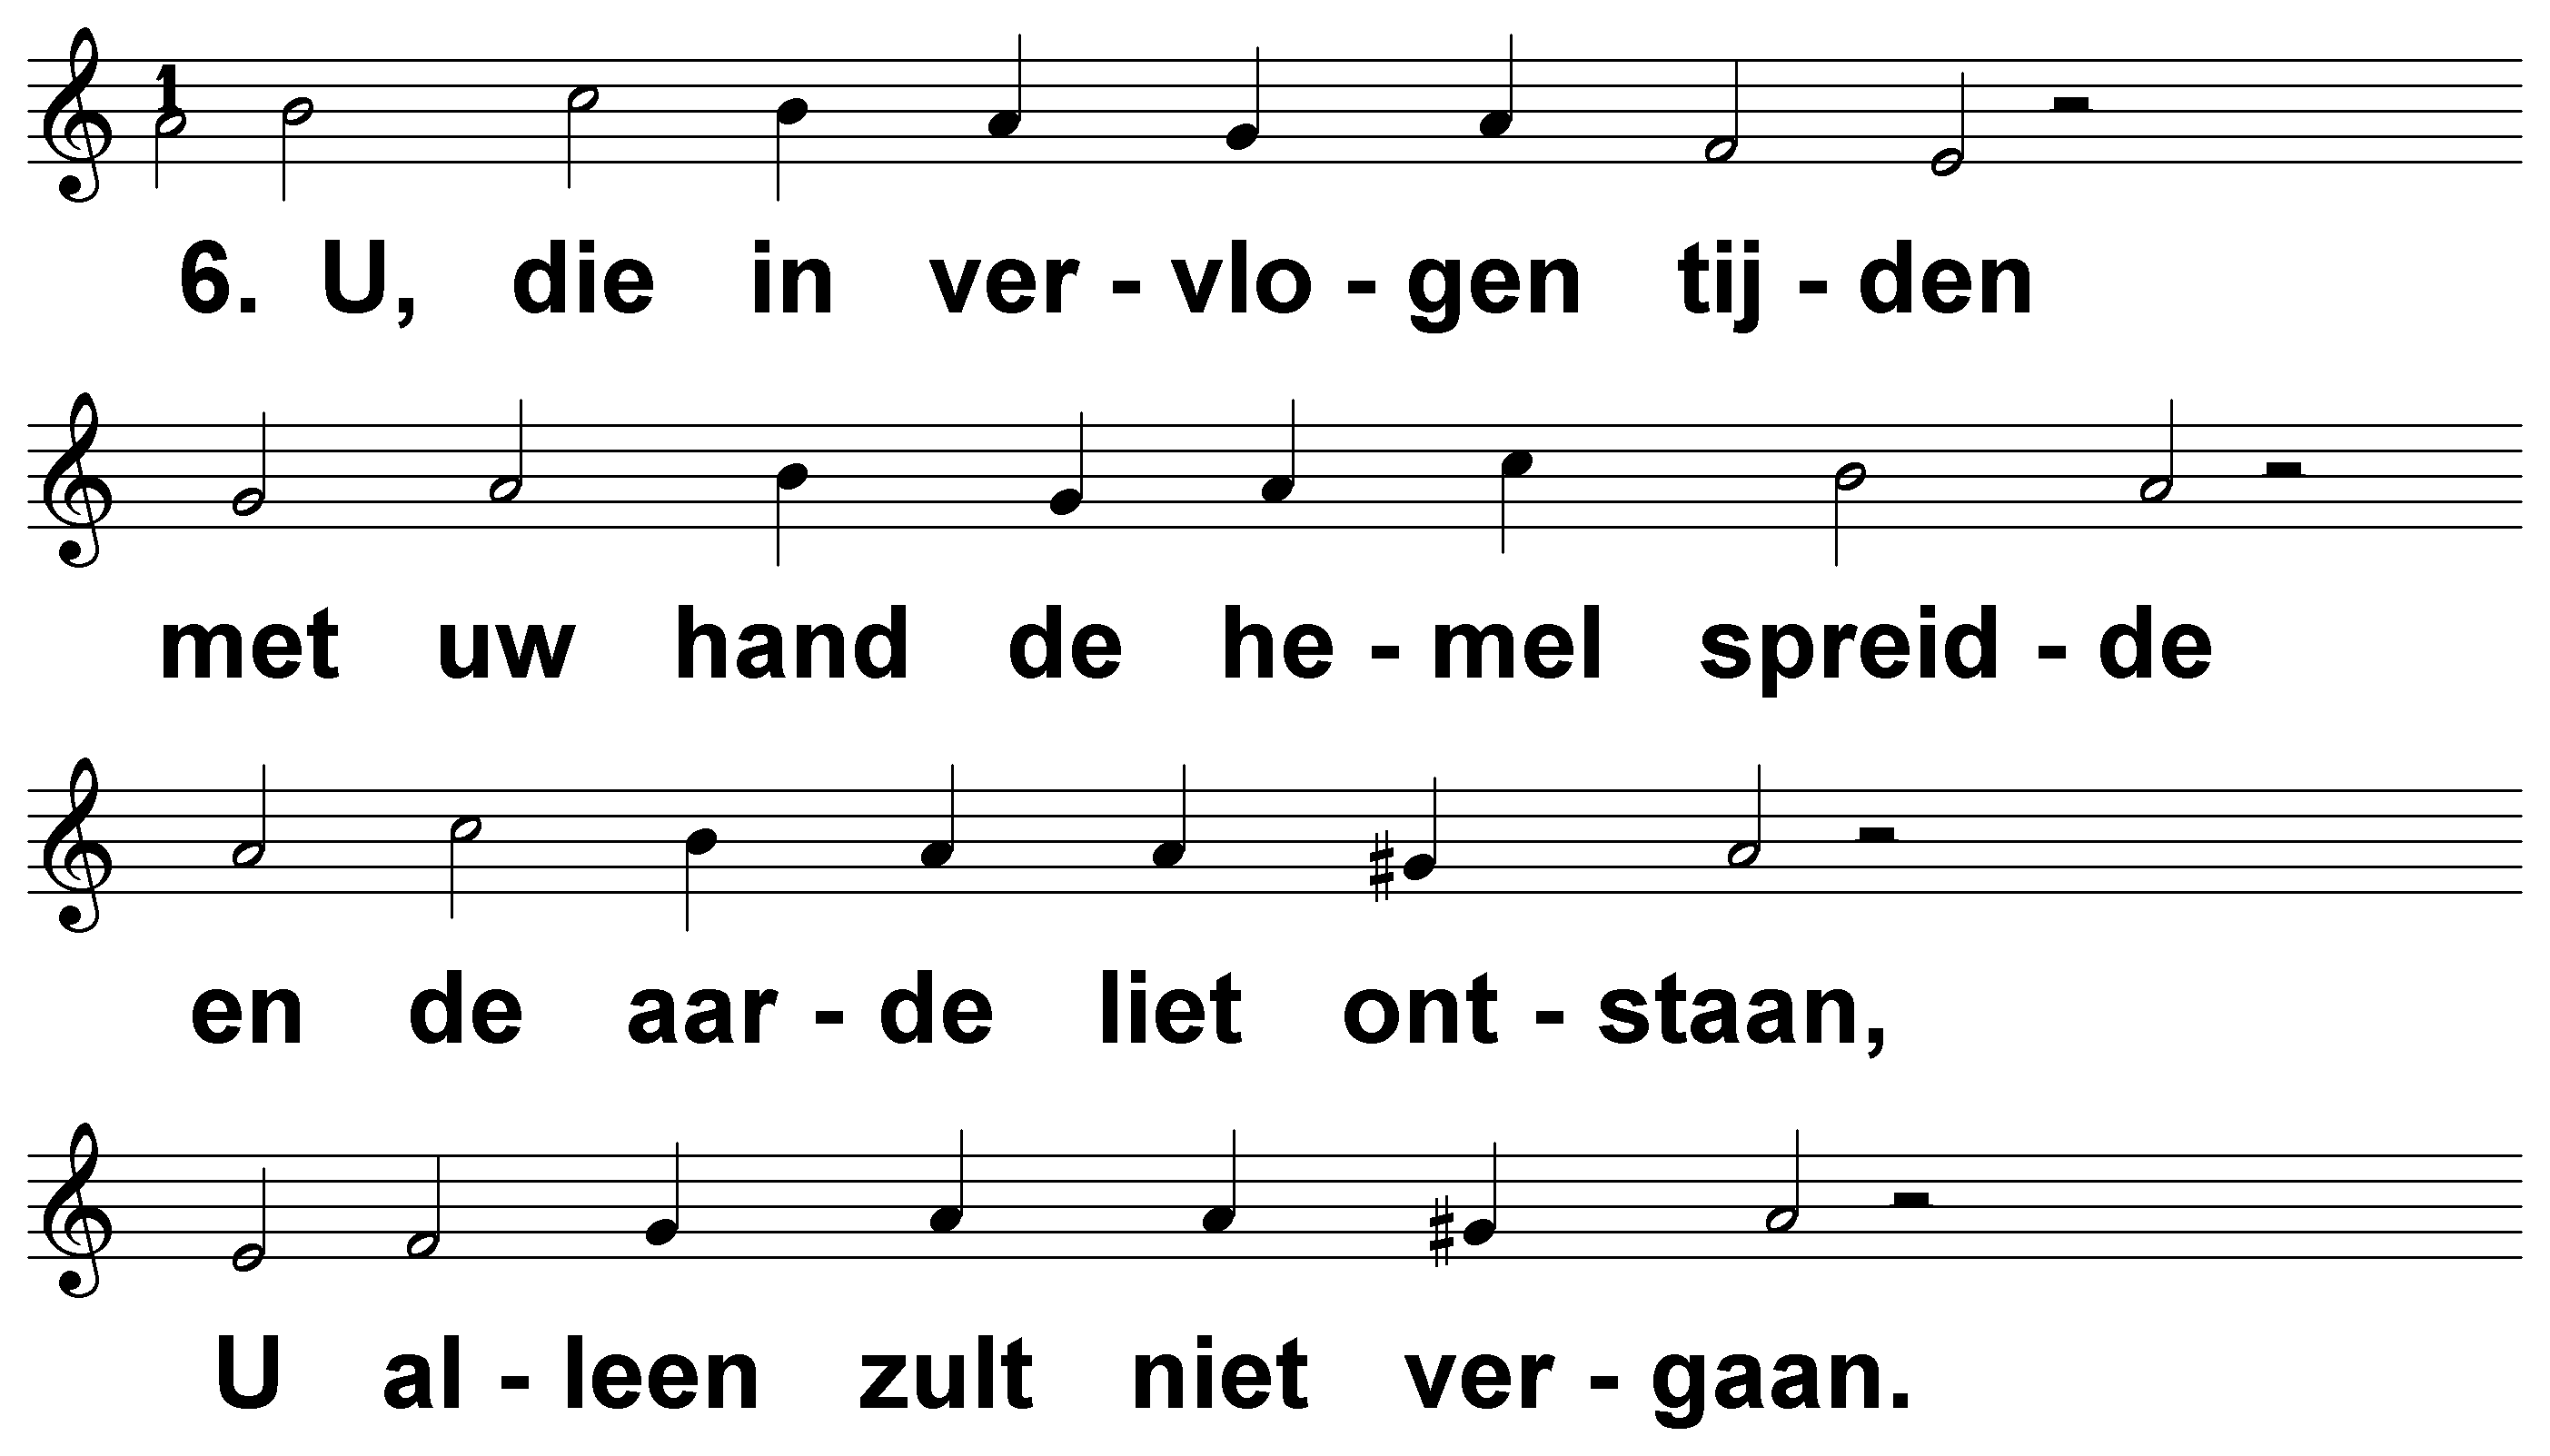 1
6. U, die in ver - vlo - gen tij - den
met uw hand de he - mel spreid - de
en de aar - de liet ont - staan,
U al - leen zult niet ver - gaan.